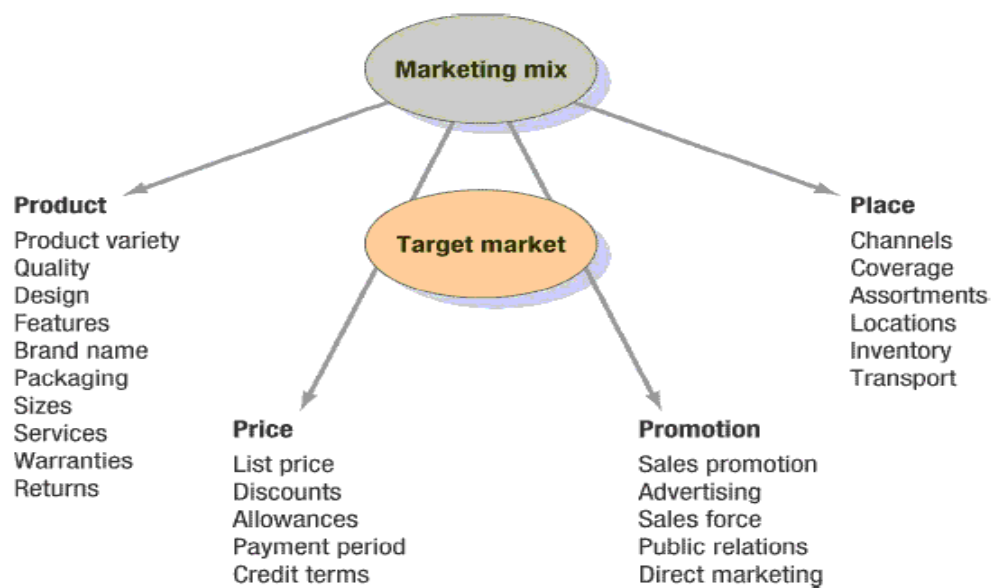 Marketing mix
Target market
Product
Product variety
Quality
Design
Features
Brand name
Packaging
Sizes
Services
Warranties
Returns
Price
List price
Discounts
Allowances
Payment period
Credit terms
Promotion
Sales promotion
Advertising
Sales force
Public relations
Direct marketing
Place
Channels
Coverage
Assortments
Locations
Inventory
Transport